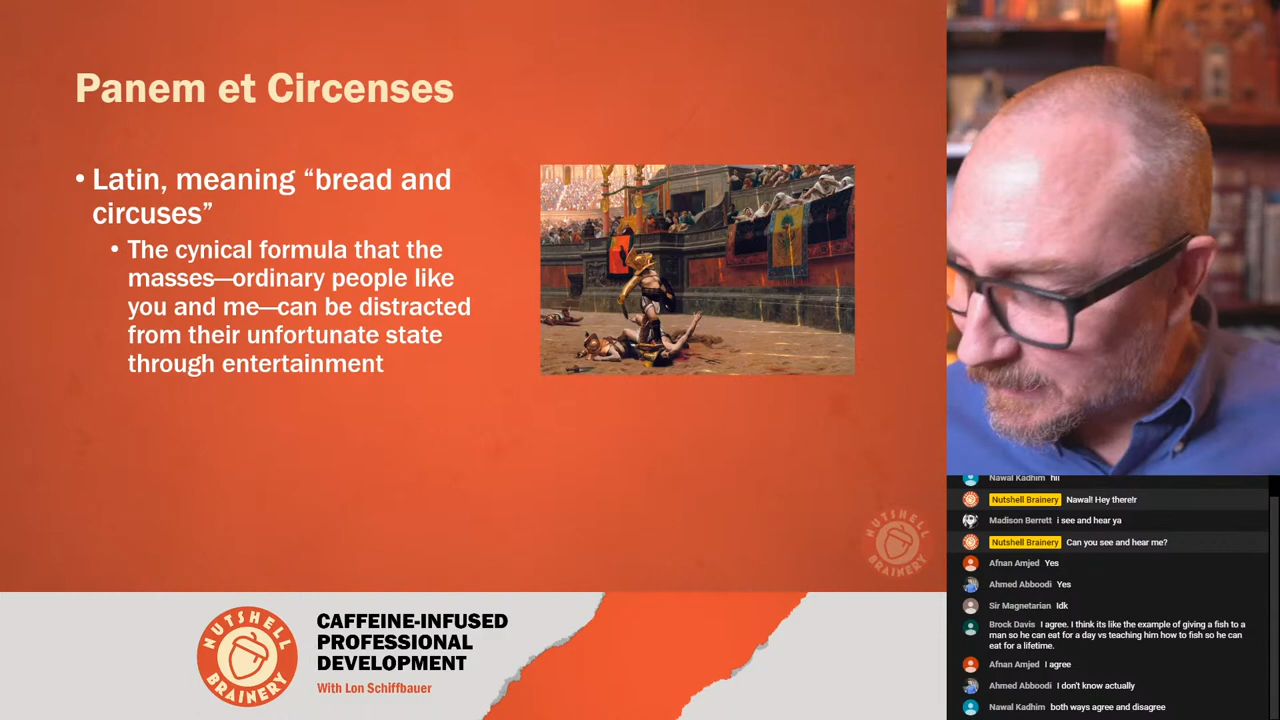 Panem et Circenses
• Latin, meaning “bread and
circuses”
• The cynical formula that the
masses—ordinary people like
you and me—can be distracted
from their unfortunate state
through entertainment
NUTSHELL
BRAINERY
NUTSHELL
BRAINERY
CAFFEINE-INFUSED
PROFESSIONAL
DEVELOPMENT
With Lon Schiffbauer
Nawal Kadhim hii
Nutshell Brainery Nawal! Hey there!r
Madison Berrett i see and hear ya
Nutshell Brainery Can you see and hear me?
Afnan Amjed Yes
Ahmed Abboodi Yes
Sir Magnetarian Idk
Brock Davis I agree. I think its like the example of giving a fish to a
man so he can eat for a day vs teaching him how to fish so he can
eat for a lifetime.
Afnan Amjed I agree
Ahmed Abboodi I don't know actually
Nawal Kadhim both ways agree and disagree